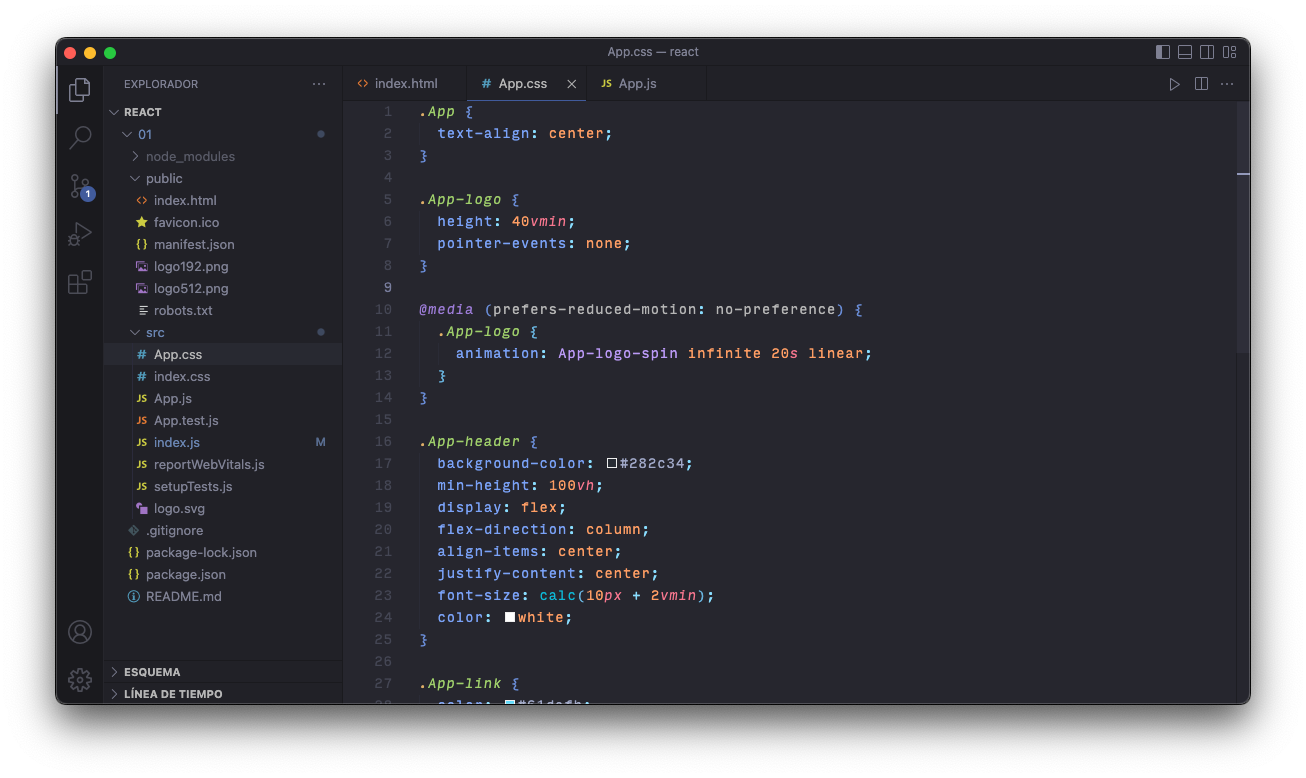 App.css — react
EXPLORADOR
REACT
01
node_modules
public
index.html
favicon.ico
manifest.json
logo192.png
logo512.png
robots.txt
src
App.css
index.css
App.js
App.test.js
index.js M
reportWebVitals.js
setupTests.js
logo.svg
.gitignore
package-lock.json
package.json
README.md
ESQUEMA
LÍNEA DE TIEMPO
1
index.html App.css App.js
1 .App {
2   text-align: center;
3 }
4
5 .App-logo {
6   height: 40vmin;
7   pointer-events: none;
8 }
9
10 @media (prefers-reduced-motion: no-preference) {
11   .App-logo {
12     animation: App-logo-spin infinite 20s linear;
13   }
14 }
15
16 .App-header {
17   background-color: #282c34;
18   min-height: 100vh;
19   display: flex;
20   flex-direction: column;
21   align-items: center;
22   justify-content: center;
23   font-size: calc(10px + 2vmin);
24   color: white;
25 }
26
27 .App-link {
28   color: #61dafb;